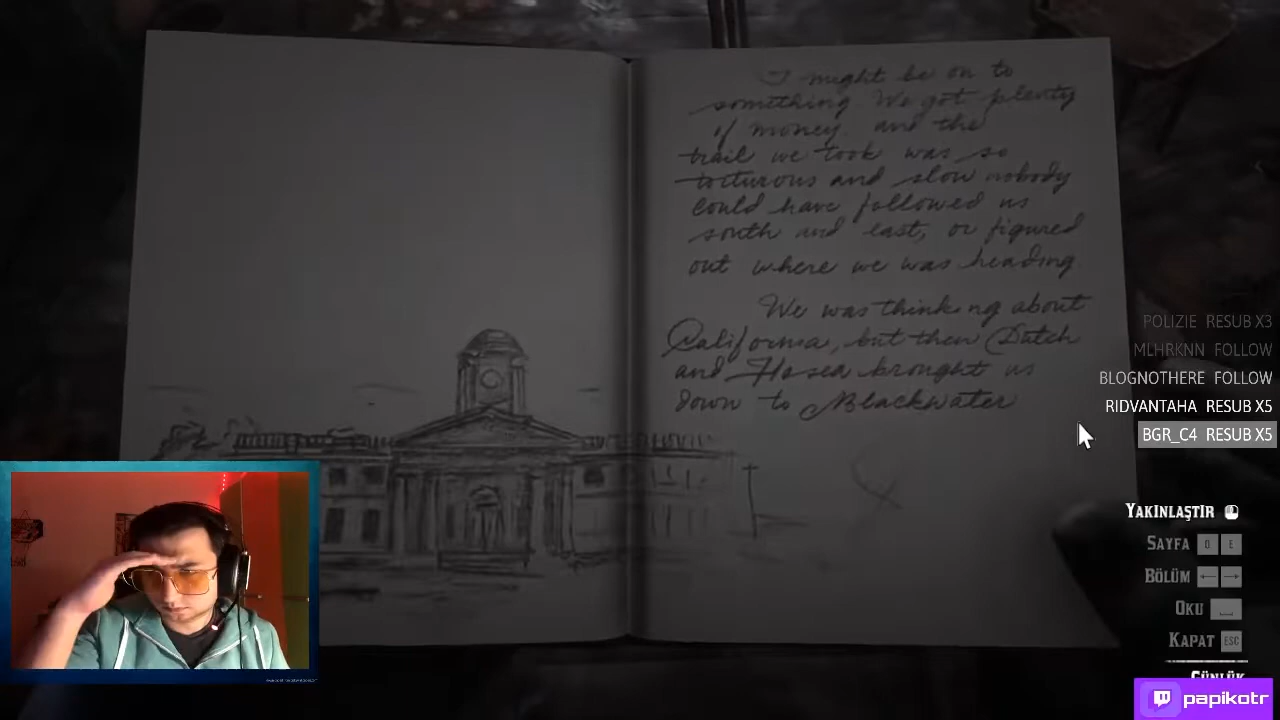 I might be on to
something We got plenty
if money. and the
trail we took was so
torturous and slow nobody
could have followed us
south and east, or figured
out where we was heading.
We was thinking about
California, but then Dutch
and Hosea brought us
down to Blackwater
POLIZIE RESUB X3
MLHRKNN FOLLOW
BLOGNOTHERE FOLLOW
RIDVANTAHA RESUB X5
BGR_C4 RESUB X5
YAKINLAŞTIR
SAYFA Q E
BÖLÜM ← →
OKU
KAPAT ESC
GÜNLÜK
papikotr